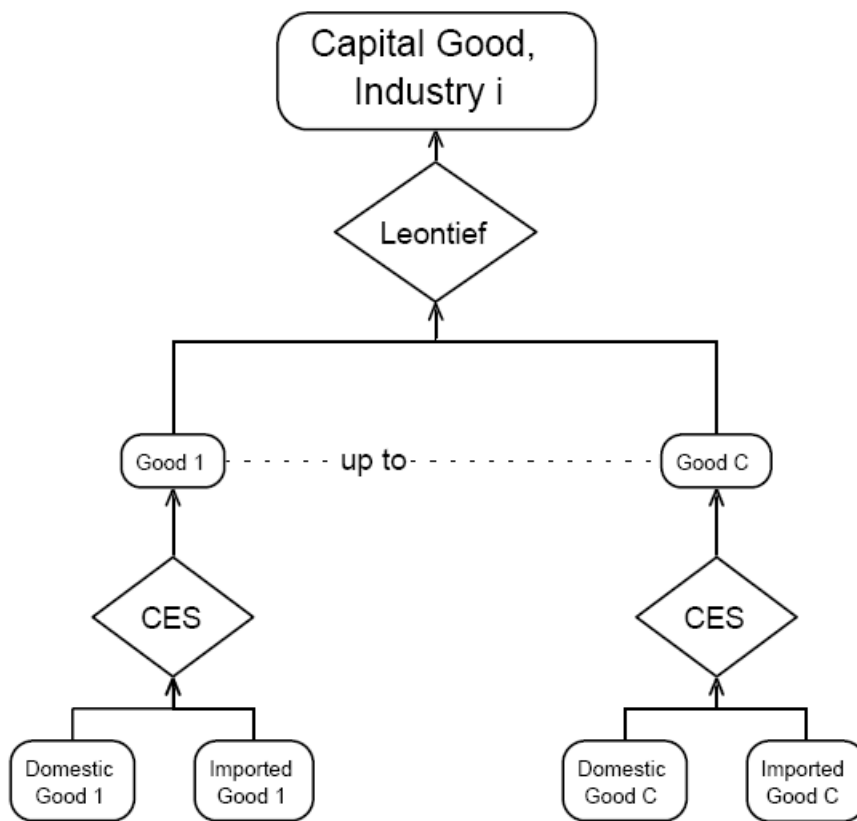 Capital Good,
Industry i
Leontief
Good 1
up to
Good C
CES
CES
Domestic
Good 1
Imported
Good 1
Domestic
Good C
Imported
Good C